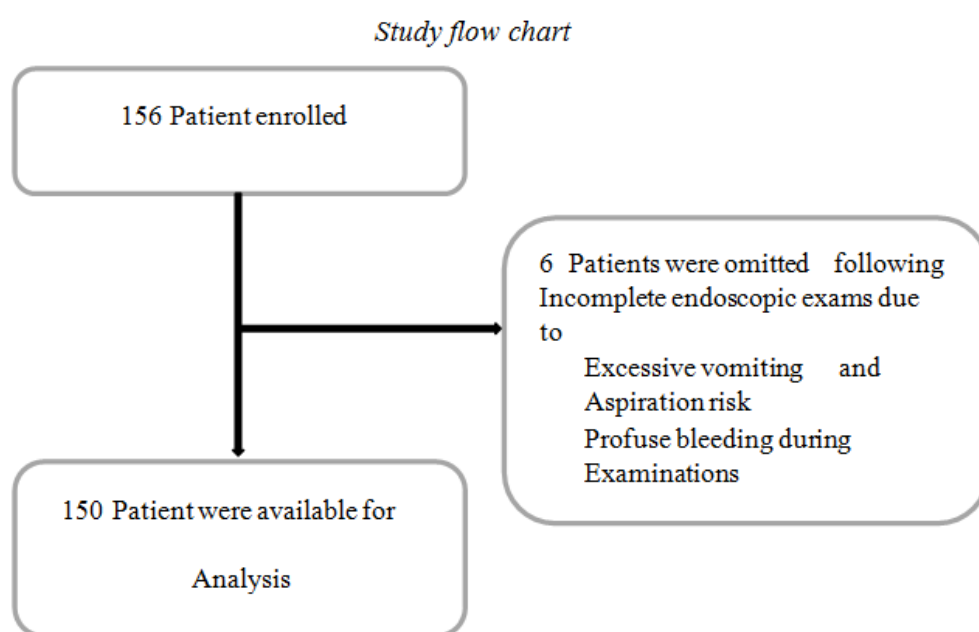 Study flow chart
156 Patient enrolled
6 Patients were omitted following
Incomplete endoscopic exams due
to
Excessive vomiting and
Aspiration risk
Profuse bleeding during
Examinations
150 Patient were available for
Analysis